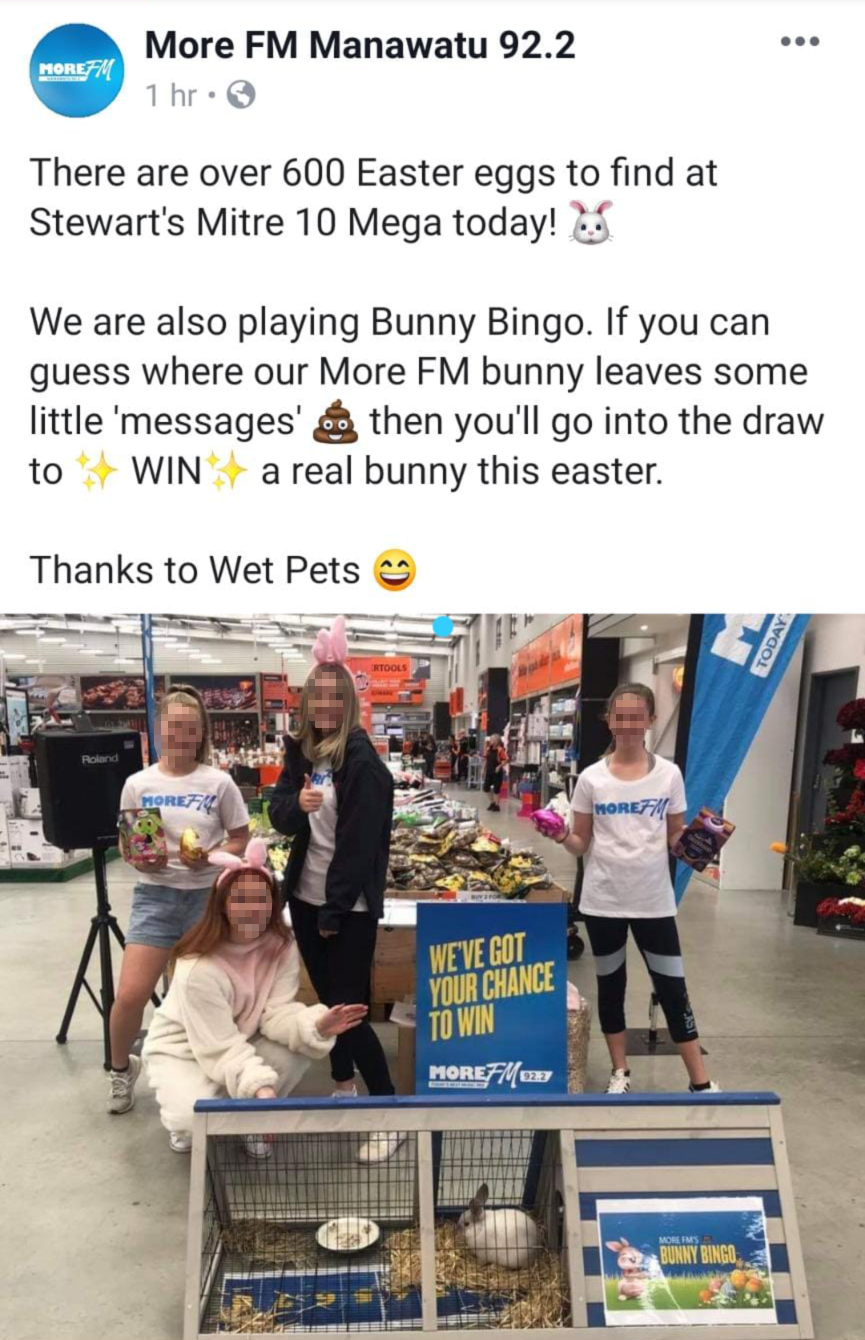 MORE FM
More FM Manawatu 92.2
1 hr •
There are over 600 Easter eggs to find at
Stewart's Mitre 10 Mega today! 🐰
We are also playing Bunny Bingo. If you can
guess where our More FM bunny leaves some
little 'messages' 💩 then you'll go into the draw
to ✨ WIN✨ a real bunny this easter.
Thanks to Wet Pets 😄
RTOOLS
TODAY'
Roland
MORE FM
MORE FM
WE'VE GOT
YOUR CHANCE
TO WIN
MORE FM 92.2
MORE FM'S
BUNNY BINGO